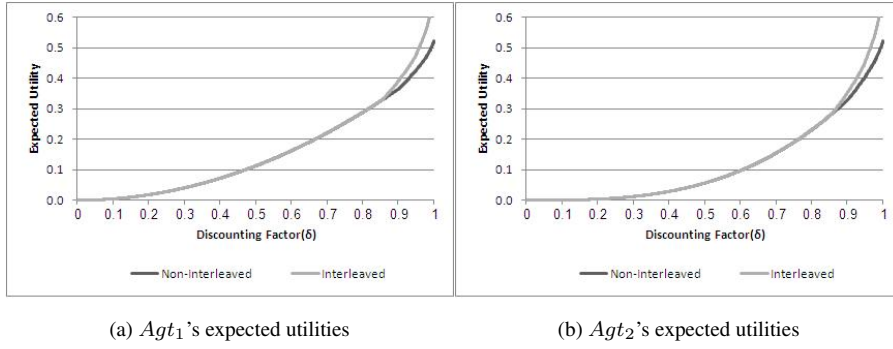 0.6
0.5
0.4
0.3
0.2
0.1
0.0
Expected Utility
0 0.1 0.2 0.3 0.4 0.5 0.6 0.7 0.8 0.9 1
Discounting Factor(δ)
Non-Interleaved Interleaved
(a) Agt₁'s expected utilities
0.6
0.5
0.4
0.3
0.2
0.1
0.0
Expected Utility
0 0.1 0.2 0.3 0.4 0.5 0.6 0.7 0.8 0.9 1
Discounting Factor(δ)
Non-Interleaved Interleaved
(b) Agt₂'s expected utilities